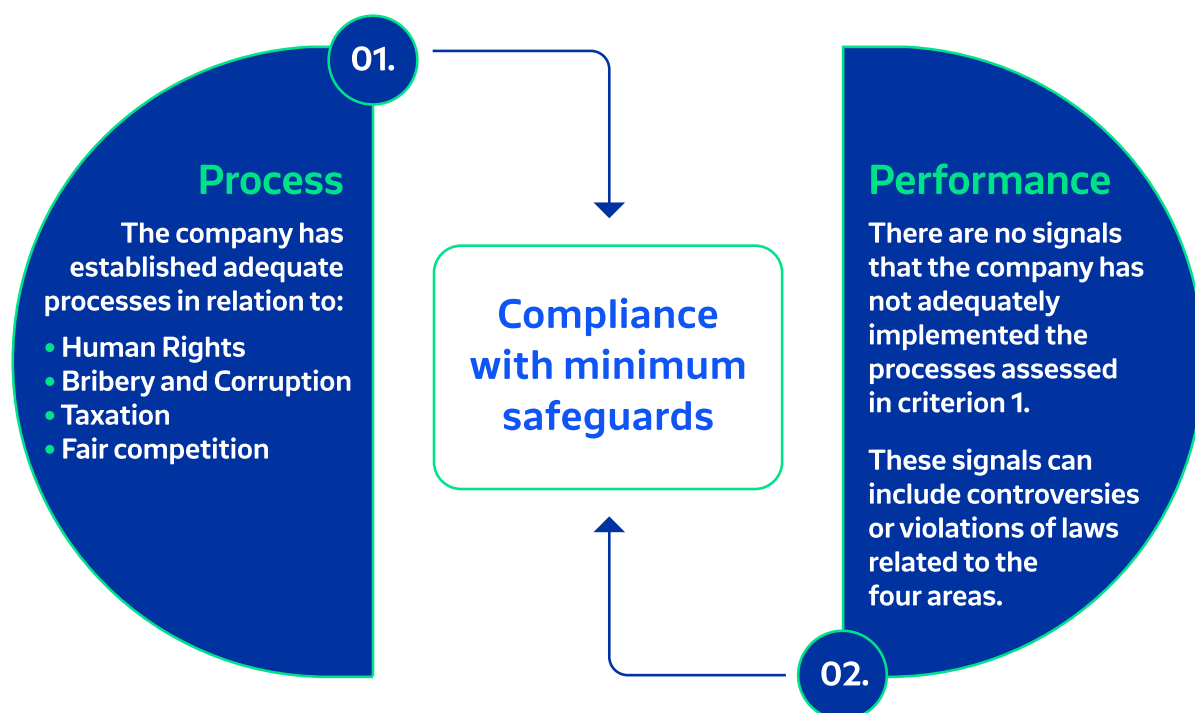 01.
Process
The company has
established adequate
processes in relation to:
• Human Rights
• Bribery and Corruption
• Taxation
• Fair competition
Compliance
with minimum
safeguards
Performance
There are no signals
that the company has
not adequately
implemented the
processes assessed
in criterion 1.
These signals can
include controversies
or violations of laws
related to the
four areas.
02.